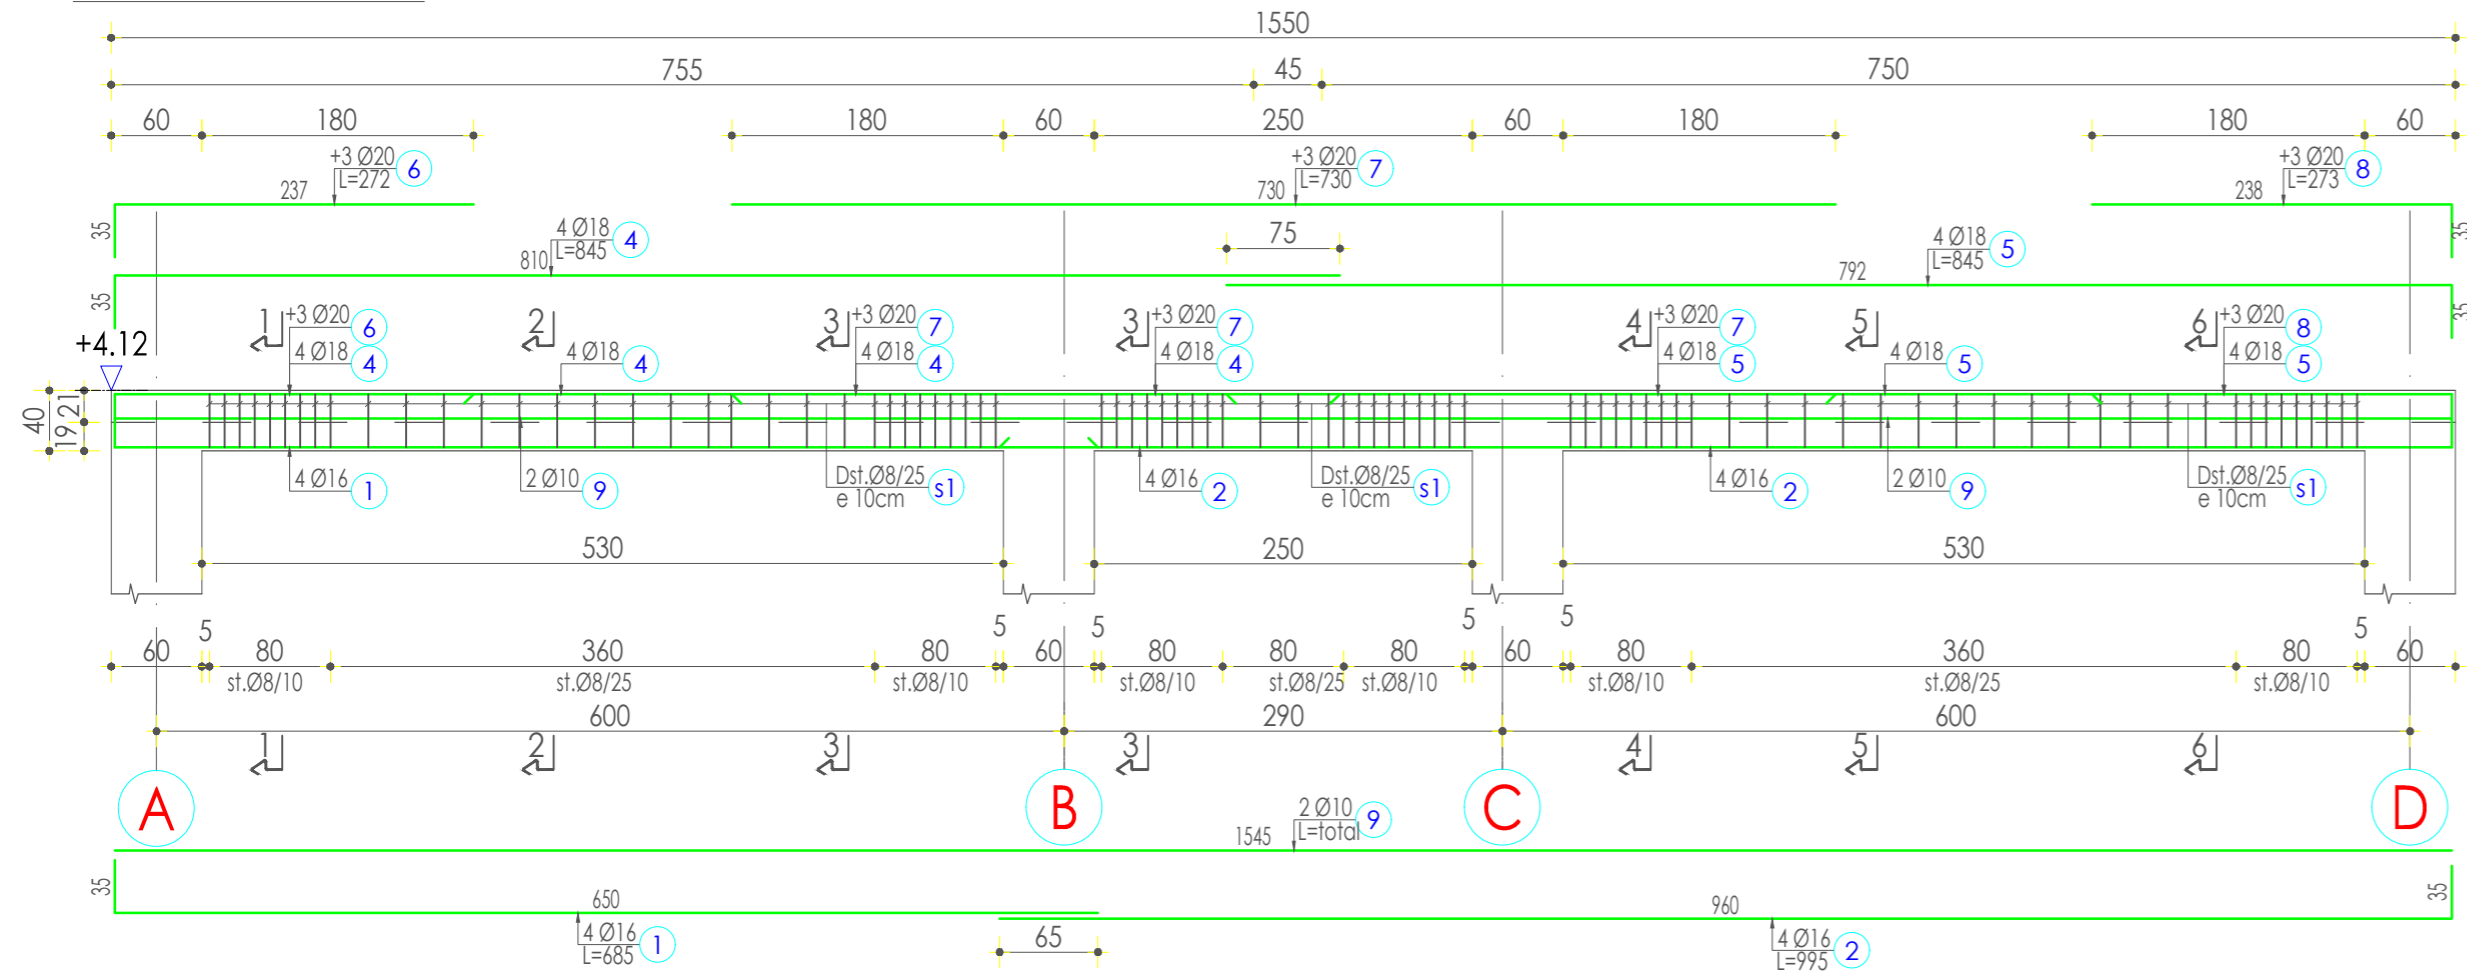 1550
755 45 750
60 180 180 60 250 60 180 180 60
+3 Ø20 6
L=272
237
+3 Ø20 7
L=730
730
+3 Ø20 8
L=273
238
35
35
75
4 Ø18 4
L=845
810
4 Ø18 5
L=845
792
35
35
1 +3 Ø20 6
4 Ø18 4
2
4 Ø18 4
3 +3 Ø20 7
4 Ø18 4
3 +3 Ø20 7
4 Ø18 4
4 +3 Ø20 7
4 Ø18 5
5
4 Ø18 5
6 +3 Ø20 8
4 Ø18 5
+4.12
40
19 21
4 Ø16 1
2 Ø10 9
Dst.Ø8/25 s1
e 10cm
4 Ø16 2
Dst.Ø8/25 s1
e 10cm
4 Ø16 2
2 Ø10 9
Dst.Ø8/25 s1
e 10cm
530 250 530
5 5 5 5 5 5
60 80 360 80 60 80 80 80 60 80 360 80 60
st.Ø8/10 st.Ø8/25 st.Ø8/10 st.Ø8/10 st.Ø8/25 st.Ø8/10 st.Ø8/10 st.Ø8/25 st.Ø8/10
600 290 600
1 2 3 3 4 5 6
A B C D
2 Ø10 9
L=total
1545
35
650
4 Ø16 1
L=685
65
35
960
4 Ø16 2
L=995